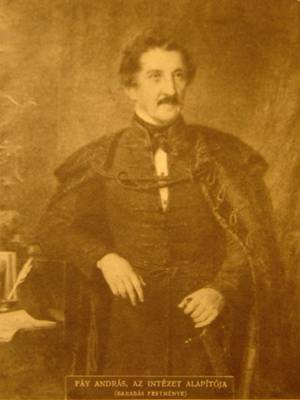 FÁY ANDRÁS, AZ INTÉZET ALAPÍTÓJA
(BARABÁS FESTMÉNYE)